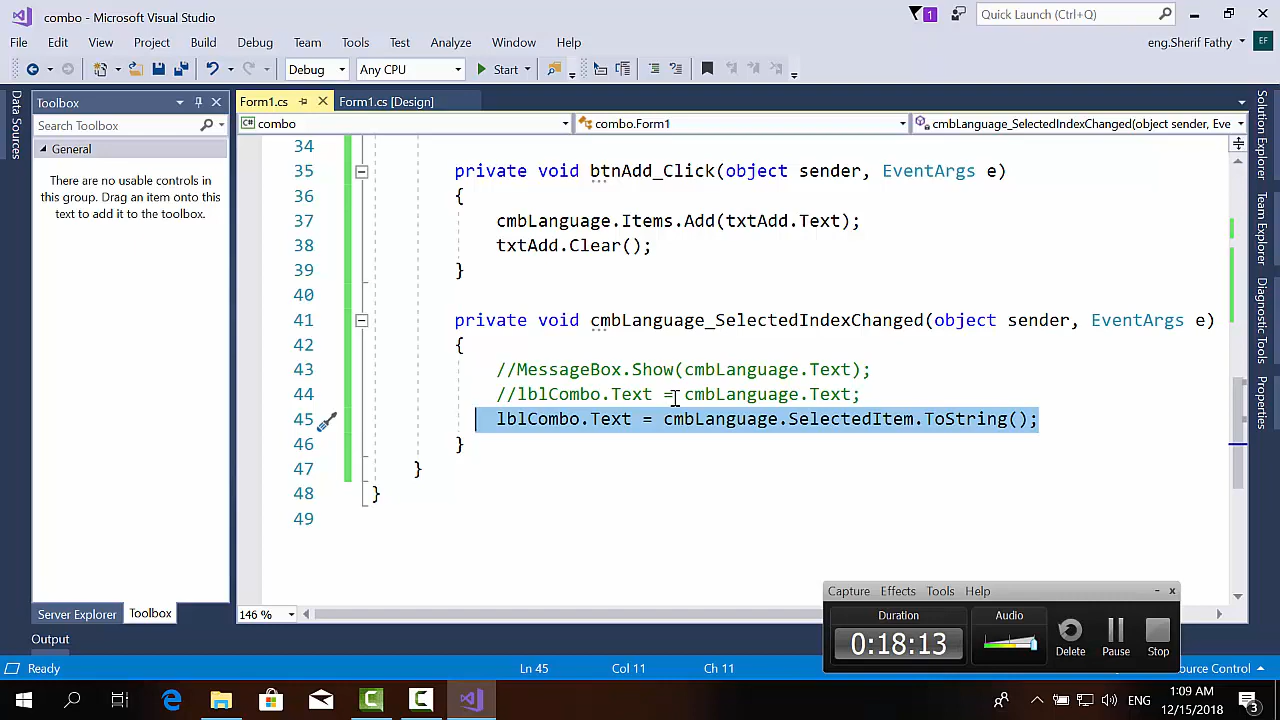 combo - Microsoft Visual Studio
1
Quick Launch (Ctrl+Q)
File Edit View Project Build Debug Team Tools Test Analyze Window Help
eng.Sherif Fathy
EF
Debug
Any CPU
Start
Data Sources
Toolbox
Search Toolbox
General
There are no usable controls in
this group. Drag an item onto this
text to add it to the toolbox.
Server Explorer
Toolbox
Form1.cs
Form1.cs [Design]
combo
combo.Form1
cmbLanguage_SelectedIndexChanged(object sender, Eve
34
35 private void btnAdd_Click(object sender, EventArgs e)
36 {
37 cmbLanguage.Items.Add(txtAdd.Text);
38 txtAdd.Clear();
39 }
40
41 private void cmbLanguage_SelectedIndexChanged(object sender, EventArgs e)
42 {
43 //MessageBox.Show(cmbLanguage.Text);
44 //lblCombo.Text = cmbLanguage.Text;
45 lblCombo.Text = cmbLanguage.SelectedItem.ToString();
46 }
47 }
48 }
49
146 %
Solution Explorer
Team Explorer
Diagnostic Tools
Properties
Capture Effects Tools Help
Duration
0:18:13
Audio
Delete
Pause
Stop
Output
Ready
Ln 45
Col 11
Ch 11
ource Control
ENG
1:09 AM
12/15/2018
3